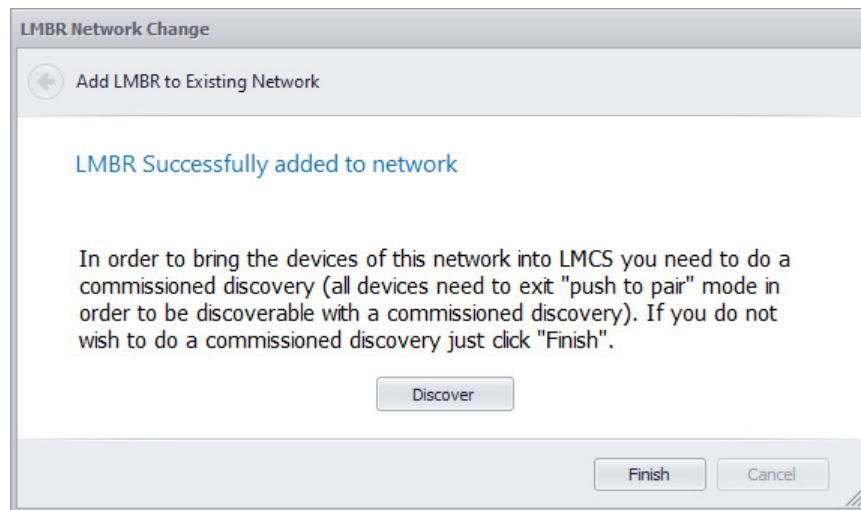 LMBR Network Change
Add LMBR to Existing Network
LMBR Successfully added to network
In order to bring the devices of this network into LMCS you need to do a
commissioned discovery (all devices need to exit "push to pair" mode in
order to be discoverable with a commissioned discovery). If you do not
wish to do a commissioned discovery just click "Finish".
Discover
Finish
Cancel